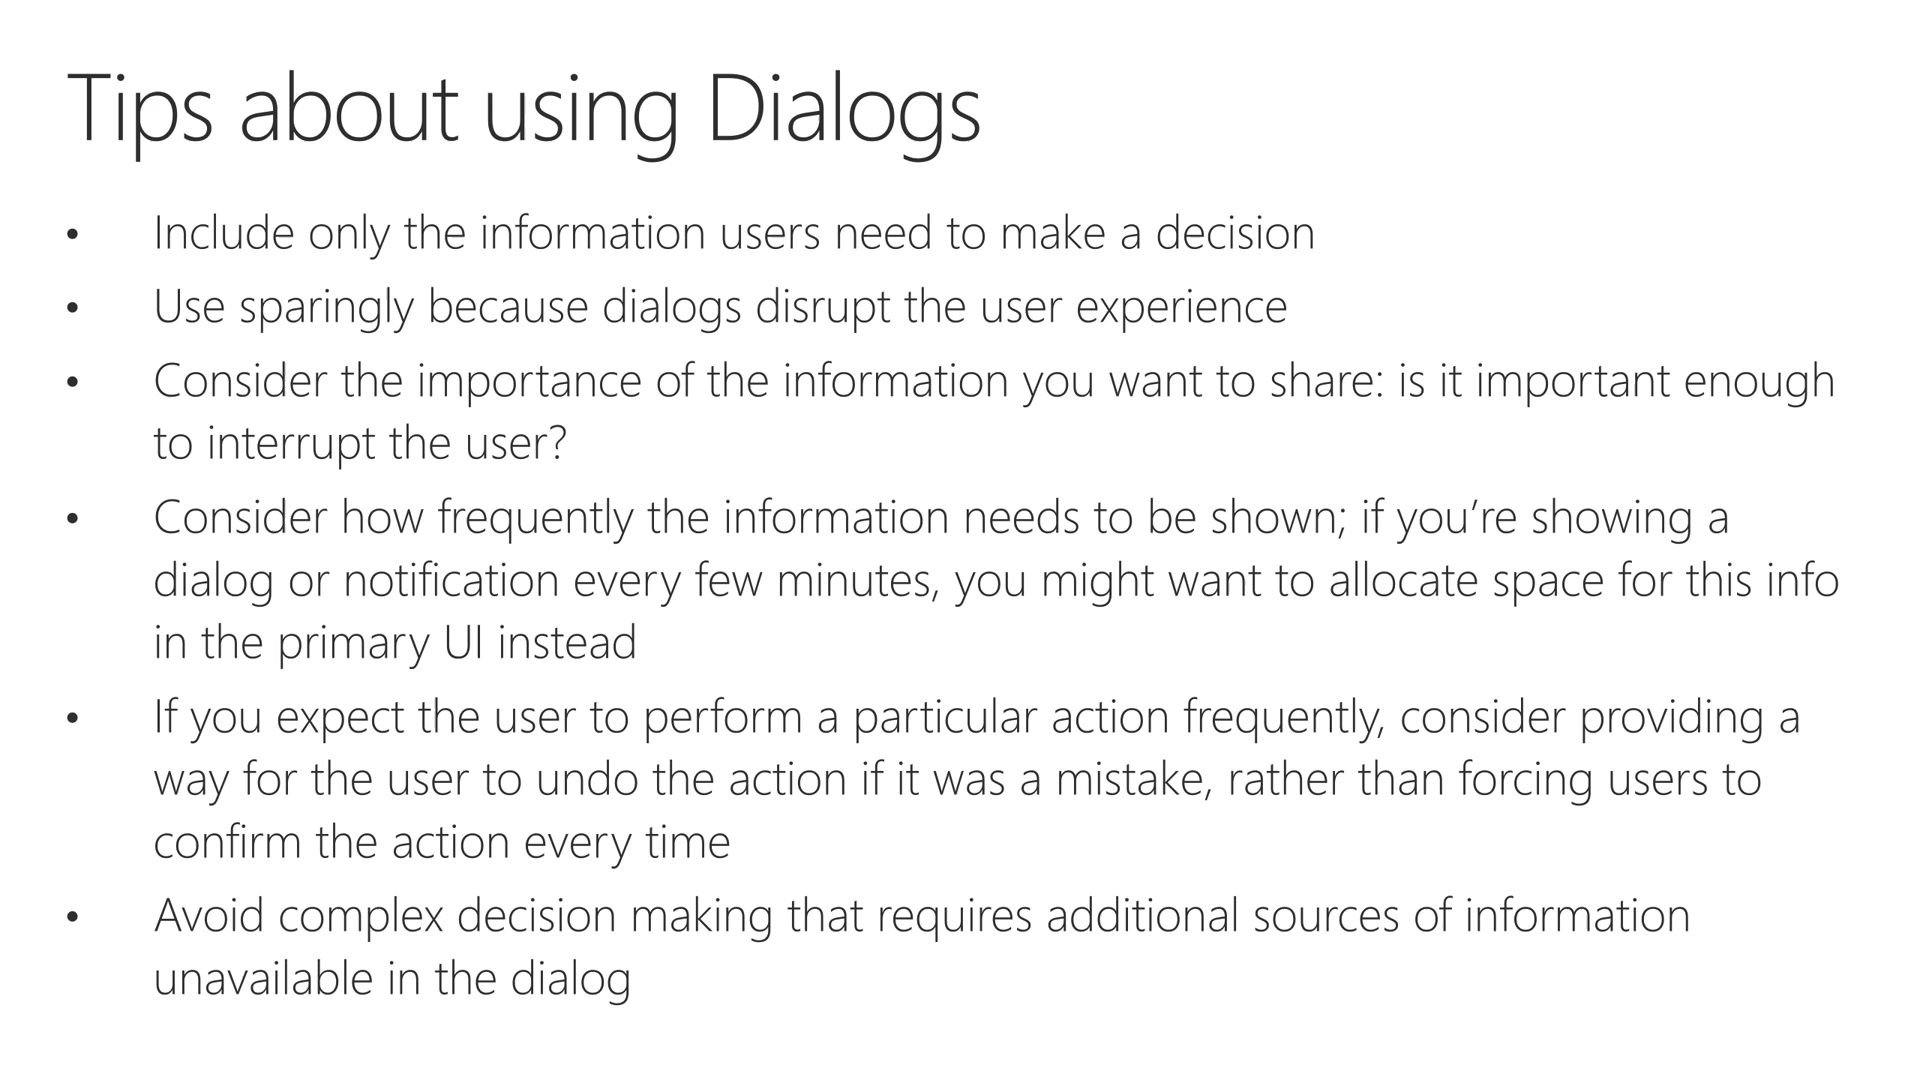 Tips about using Dialogs
• Include only the information users need to make a decision
• Use sparingly because dialogs disrupt the user experience
• Consider the importance of the information you want to share: is it important enough
to interrupt the user?
• Consider how frequently the information needs to be shown; if you’re showing a
dialog or notification every few minutes, you might want to allocate space for this info
in the primary UI instead
• If you expect the user to perform a particular action frequently, consider providing a
way for the user to undo the action if it was a mistake, rather than forcing users to
confirm the action every time
• Avoid complex decision making that requires additional sources of information
unavailable in the dialog